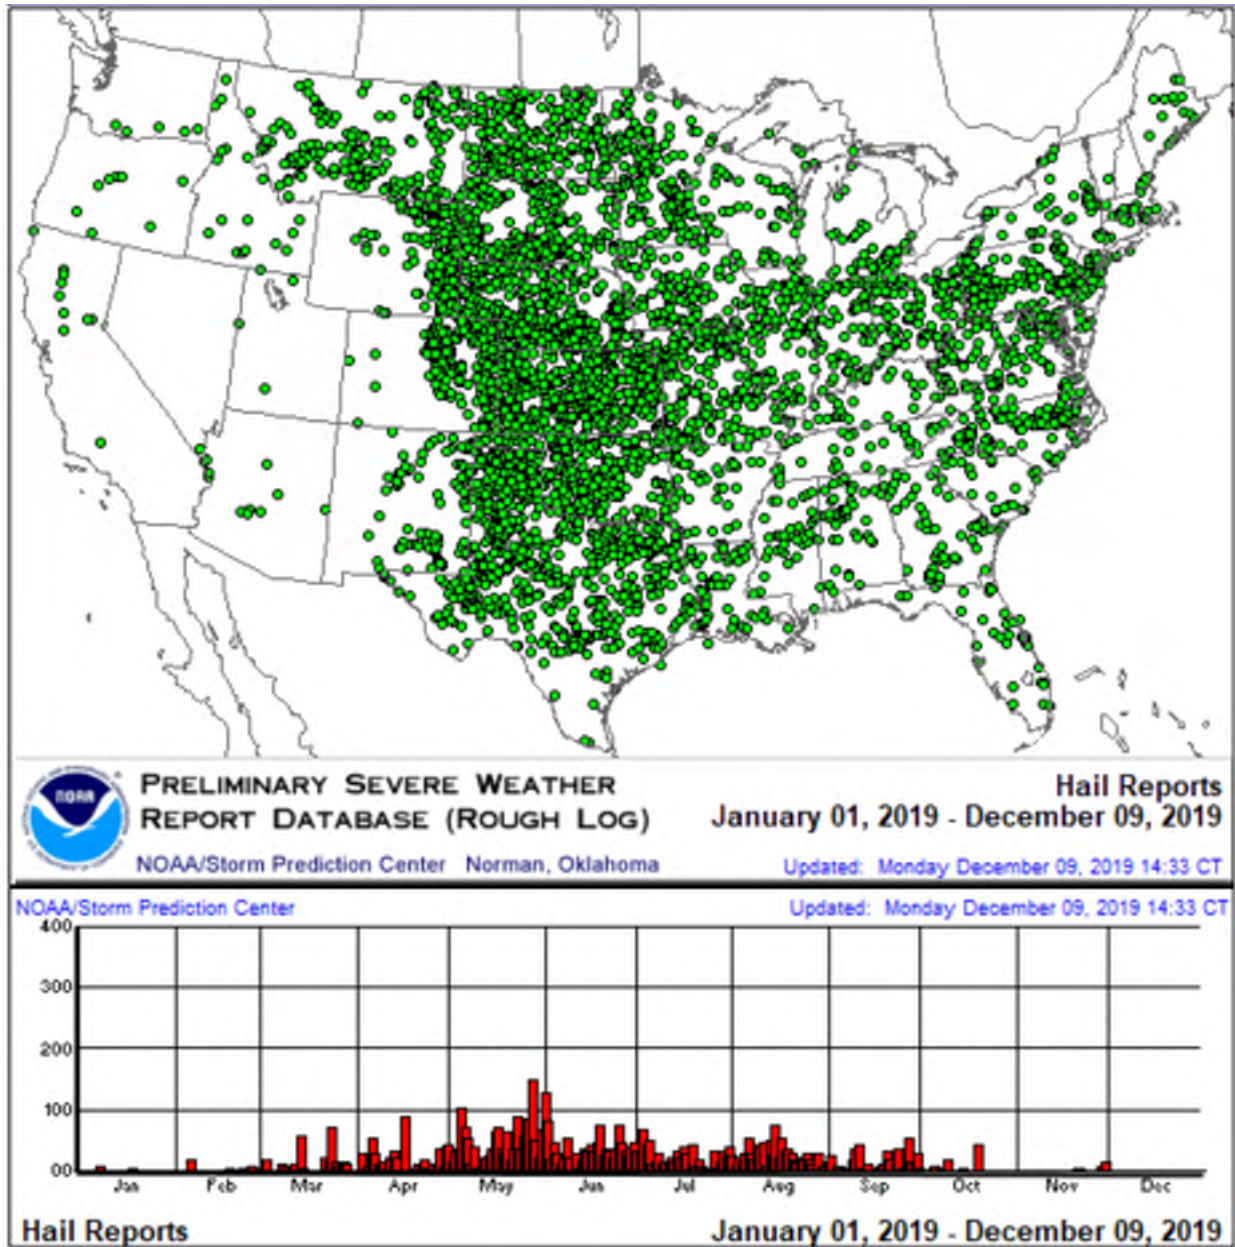 NOAA
PRELIMINARY SEVERE WEATHER
REPORT DATABASE (ROUGH LOG)
NOAA/Storm Prediction Center Norman, Oklahoma
Hail Reports
January 01, 2019 - December 09, 2019
Updated: Monday December 09, 2019 14:33 CT
NOAA/Storm Prediction Center Updated: Monday December 09, 2019 14:33 CT
400
300
200
100
00
Jan Feb Mar Apr May Jun Jul Aug Sep Oct Nov Dec
Hail Reports January 01, 2019 - December 09, 2019